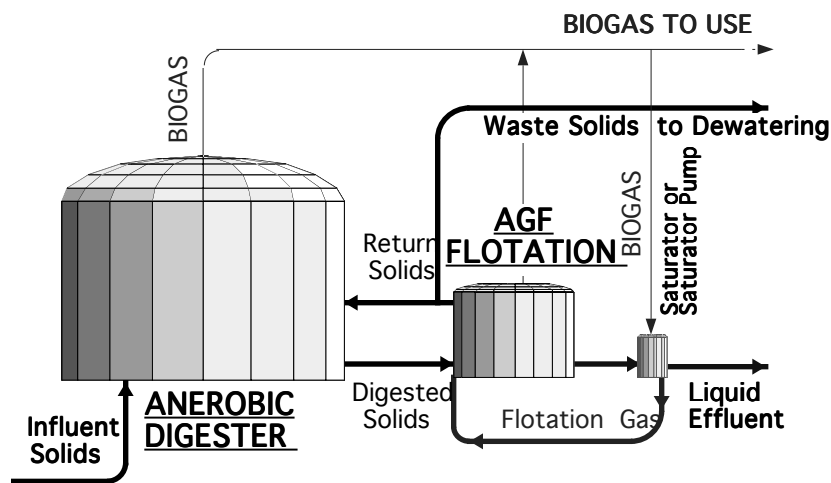 BIOGAS TO USE
BIOGAS
Waste Solids to Dewatering
BIOGAS
Saturator or
Saturator Pump
AGF
FLOTATION
Return
Solids
Digested
Solids
Flotation Gas
Liquid
Effluent
ANEROBIC
DIGESTER
Influent
Solids